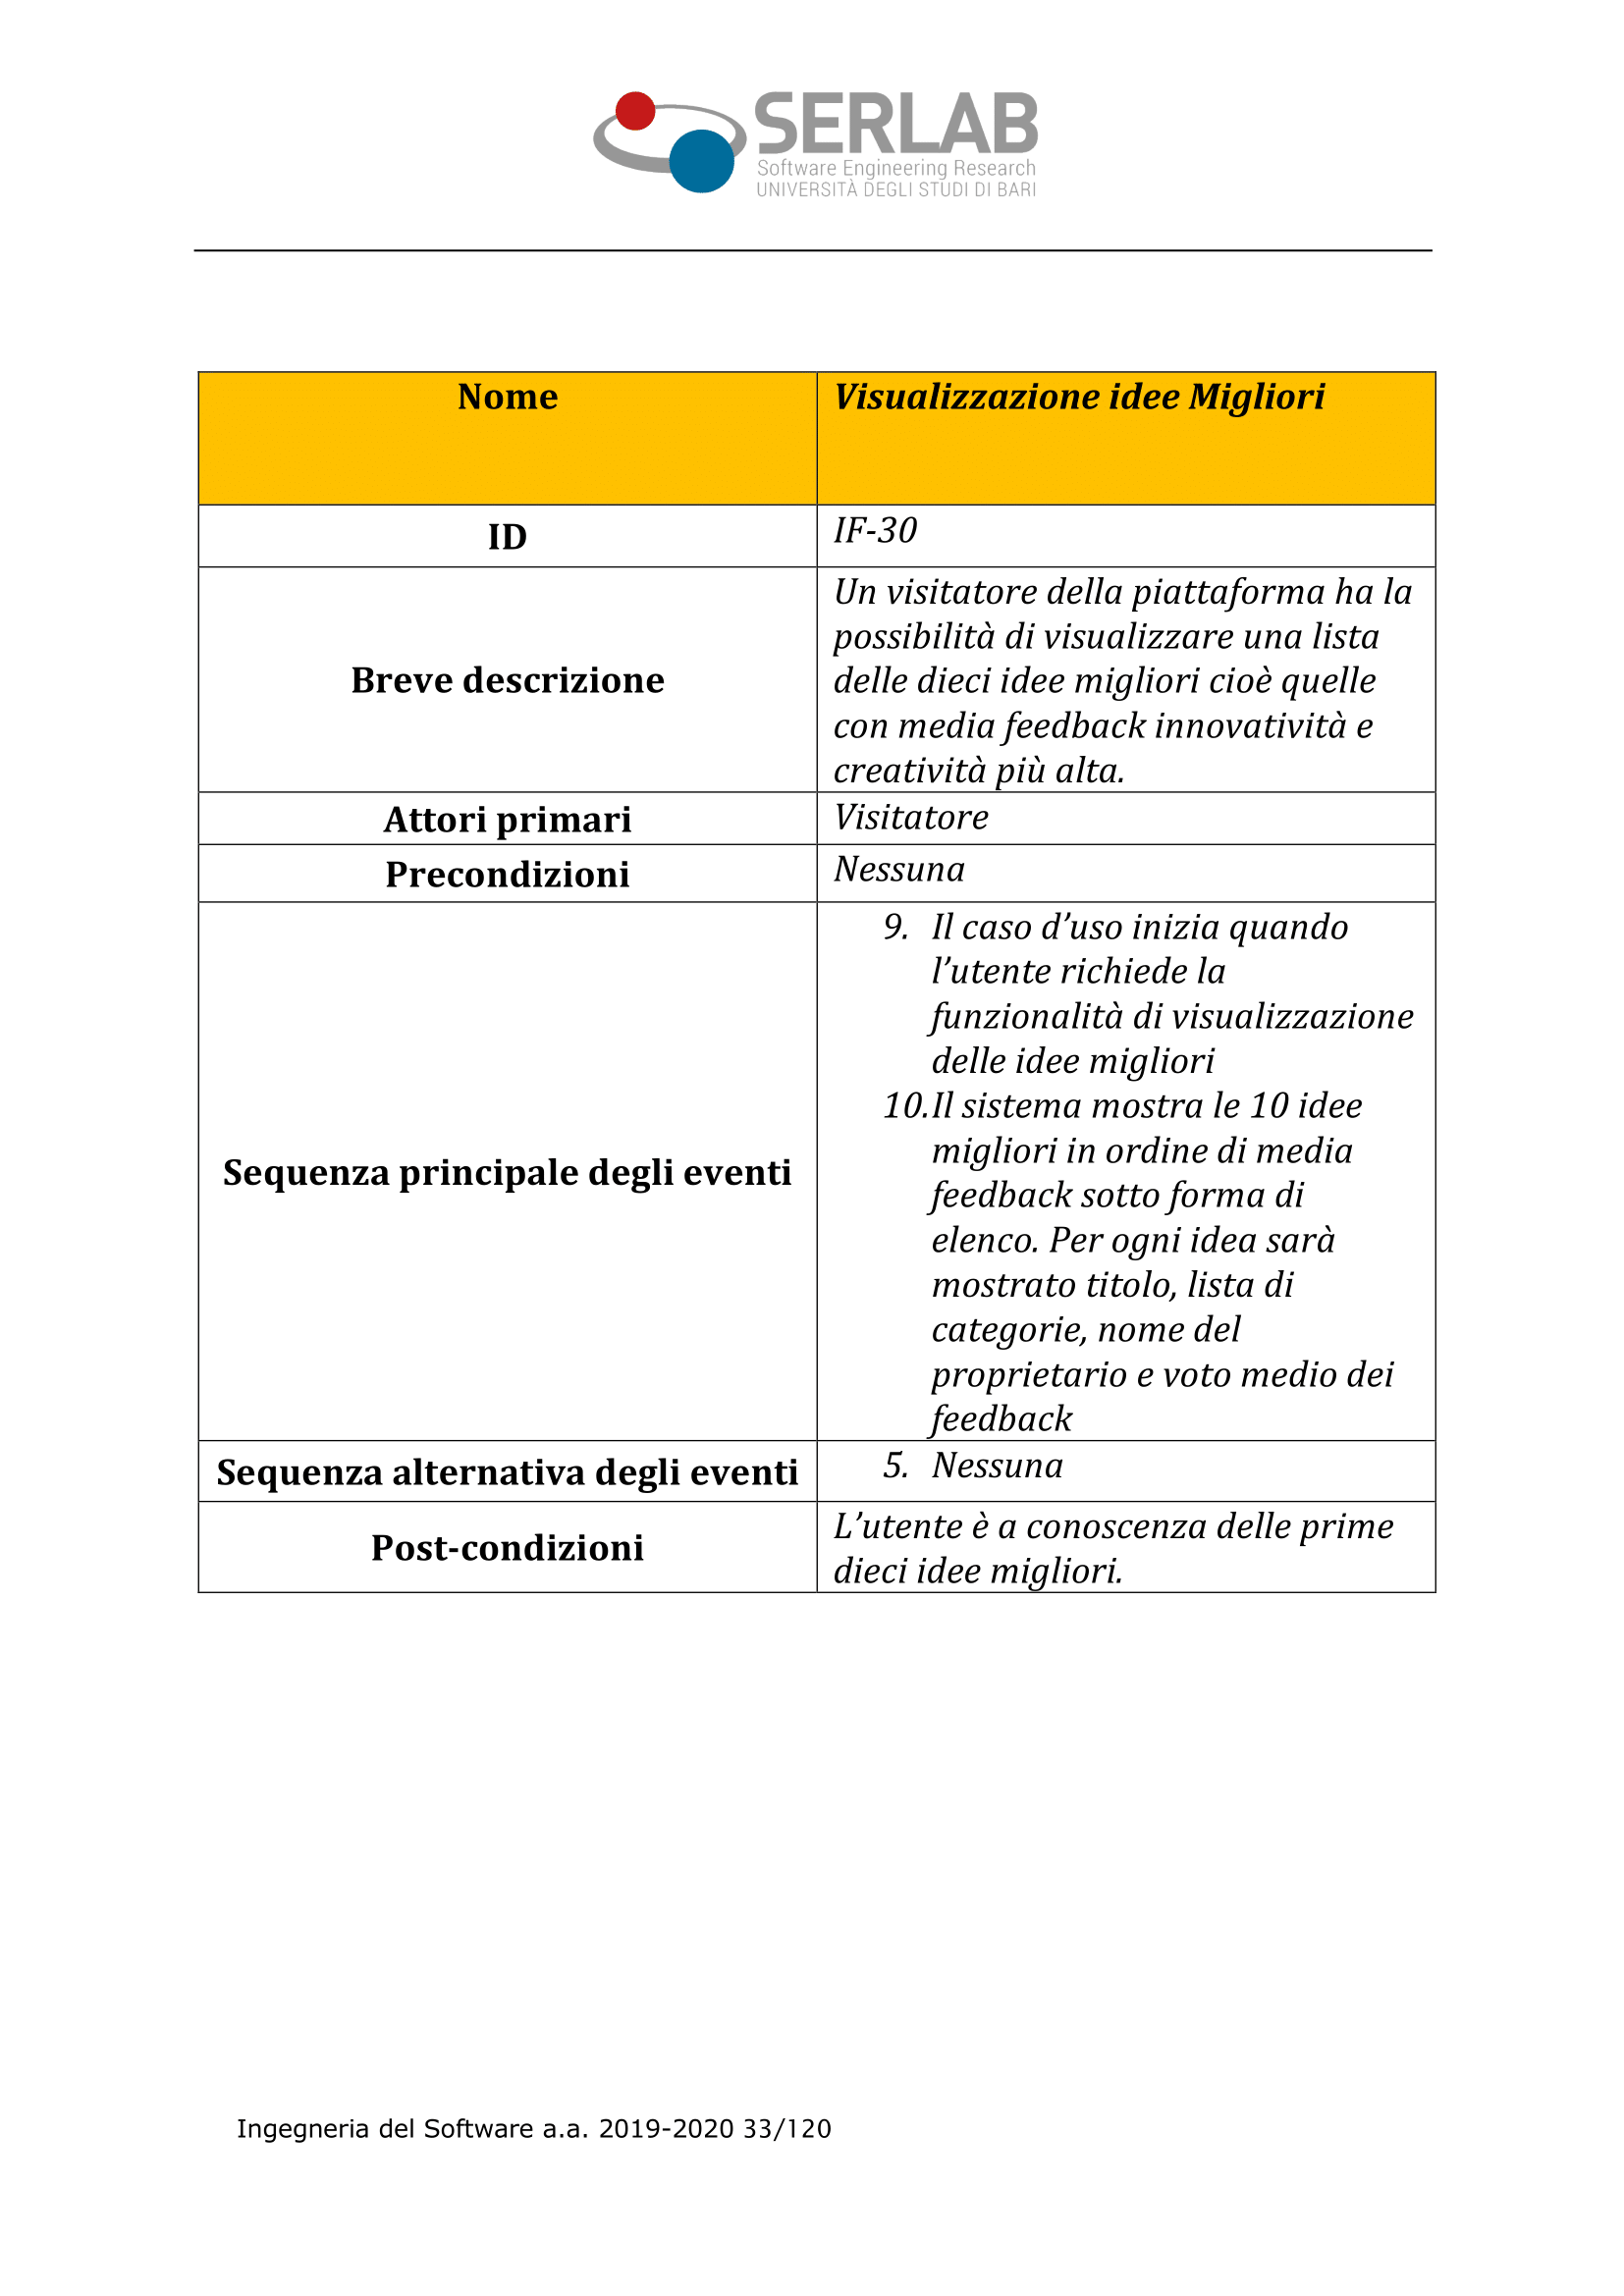 SERLAB
Software Engineering Research
UNIVERSITÀ DEGLI STUDI DI BARI
Nome
Visualizzazione idee Migliori
ID
IF-30
Breve descrizione
Un visitatore della piattaforma ha la
possibilità di visualizzare una lista
delle dieci idee migliori cioè quelle
con media feedback innovatività e
creatività più alta.
Attori primari
Visitatore
Precondizioni
Nessuna
Sequenza principale degli eventi
9. Il caso d’uso inizia quando
l’utente richiede la
funzionalità di visualizzazione
delle idee migliori
10. Il sistema mostra le 10 idee
migliori in ordine di media
feedback sotto forma di
elenco. Per ogni idea sarà
mostrato titolo, lista di
categorie, nome del
proprietario e voto medio dei
feedback
Sequenza alternativa degli eventi
5. Nessuna
Post-condizioni
L’utente è a conoscenza delle prime
dieci idee migliori.
Ingegneria del Software a.a. 2019-2020 33/120